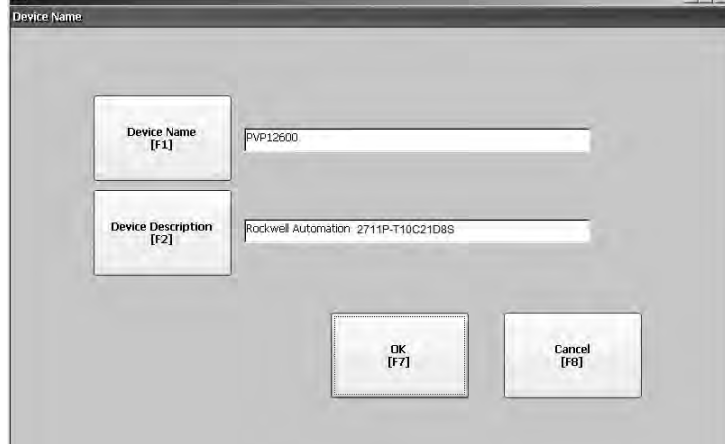 Device Name
Device Name
[F1]
PVP12600
Device Description
[F2]
Rockwell Automation 2711P-T10C21D8S
OK
[F7]
Cancel
[F8]